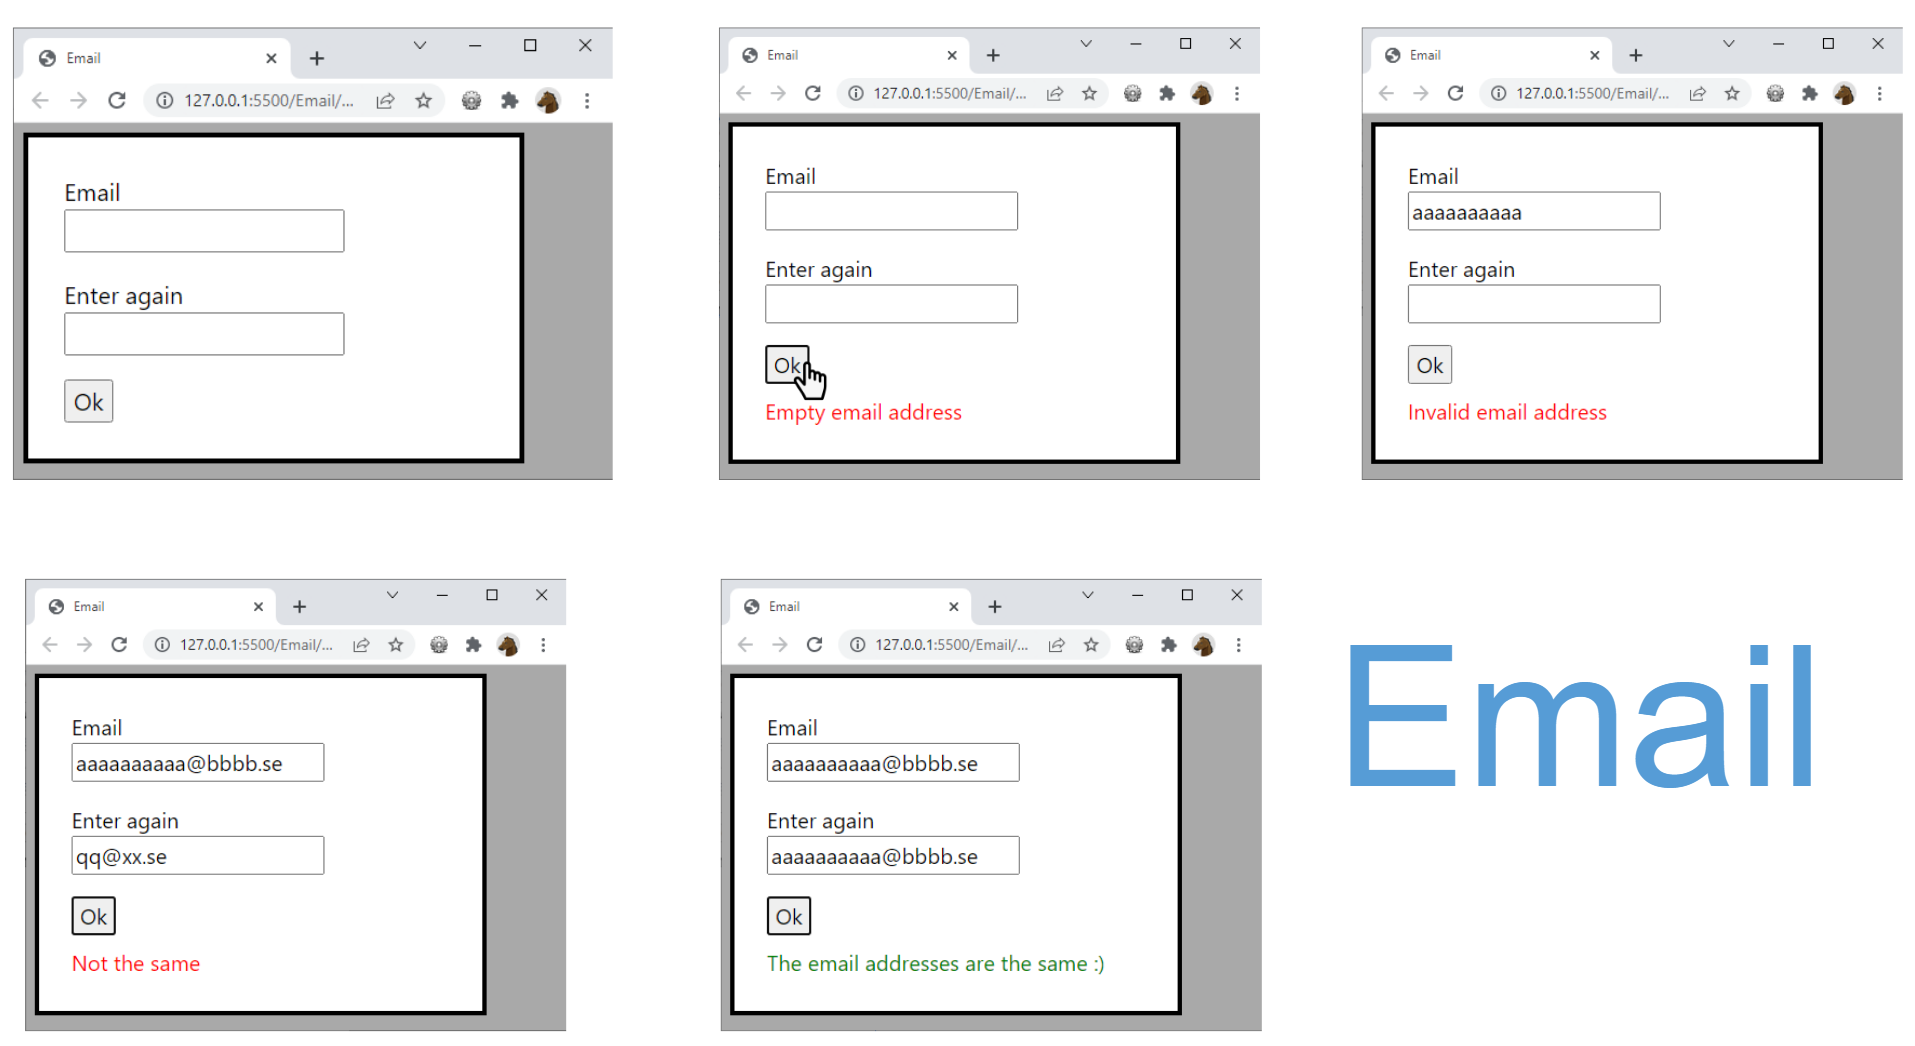 Email
127.0.0.1:5500/Email/...
Email
Enter again
Ok
Email
127.0.0.1:5500/Email/...
Email
Enter again
Ok
Empty email address
Email
127.0.0.1:5500/Email/...
Email
aaaaaaaaaa
Enter again
Ok
Invalid email address
Email
127.0.0.1:5500/Email/...
Email
aaaaaaaaaa@bbbb.se
Enter again
qq@xx.se
Ok
Not the same
Email
127.0.0.1:5500/Email/...
Email
aaaaaaaaaa@bbbb.se
Enter again
aaaaaaaaaa@bbbb.se
Ok
The email addresses are the same :)
Email